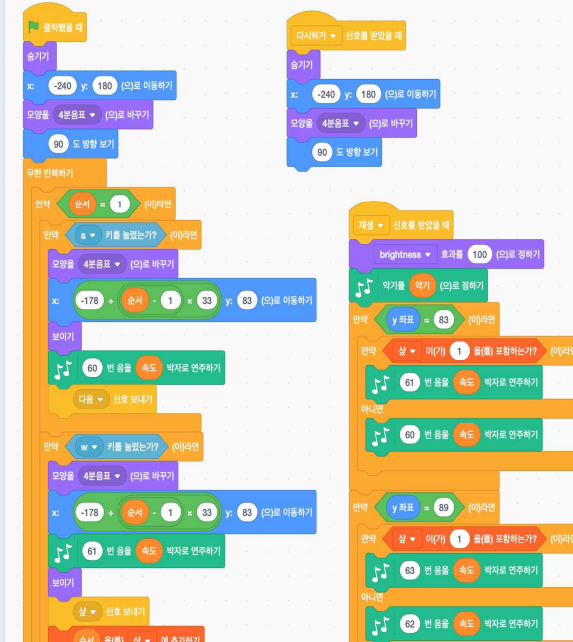 클릭했을 때
숨기기
x: -240 y: 180 (으)로 이동하기
모양을 4분음표 (으)로 바꾸기
90 도 방향 보기
무한 반복하기
만약 순서 = 1 (이)라면
만약 a 키를 눌렀는가? (이)라면
모양을 4분음표 (으)로 바꾸기
x: -178 + 순서 - 1 × 33 y: 83 (으)로 이동하기
보이기
60 번 음을 속도 박자로 연주하기
다음 신호 보내기
만약 w 키를 눌렀는가? (이)라면
모양을 4분음표 (으)로 바꾸기
x: -178 + 순서 - 1 × 33 y: 83 (으)로 이동하기
61 번 음을 속도 박자로 연주하기
보이기
샾 신호 보내기
순서 을(를) 샾 에 추가하기
다시하기 신호를 받았을 때
숨기기
x: -240 y: 180 (으)로 이동하기
모양을 4분음표 (으)로 바꾸기
90 도 방향 보기
재생 신호를 받았을 때
brightness 효과를 100 (으)로 정하기
악기를 악기 (으)로 정하기
만약 y 좌표 = 83 (이)라면
만약 샾 이(가) 1 을(를) 포함하는가? (이)라면
61 번 음을 속도 박자로 연주하기
아니면
60 번 음을 속도 박자로 연주하기
만약 y 좌표 = 89 (이)라면
만약 샾 이(가) 1 을(를) 포함하는가? (이)라면
63 번 음을 속도 박자로 연주하기
아니면
62 번 음을 속도 박자로 연주하기